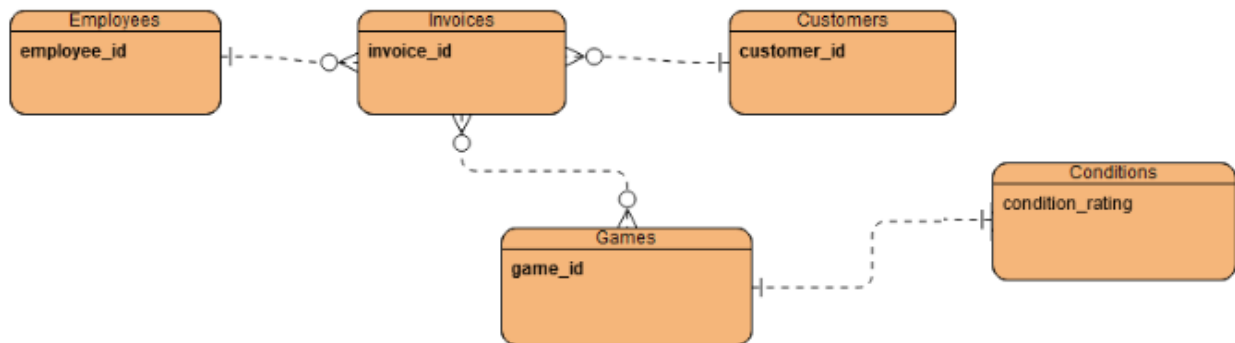 Employees
employee_id
Invoices
invoice_id
Customers
customer_id
Conditions
condition_rating
Games
game_id